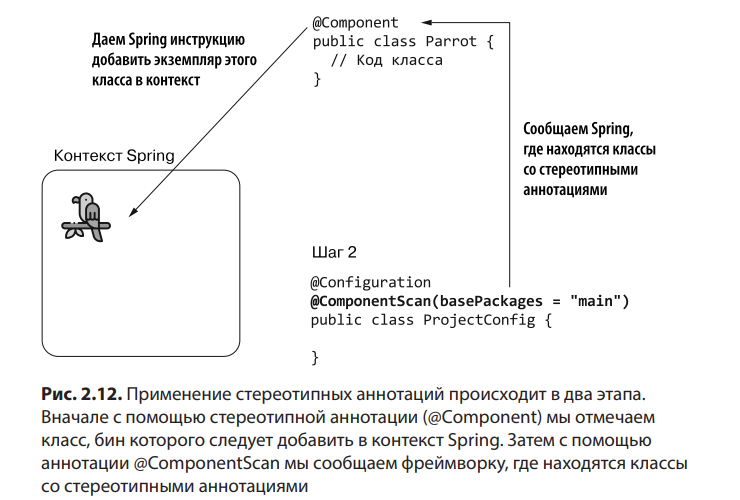 @Component
public class Parrot {
// Код класса
}
Даем Spring инструкцию
добавить экземпляр этого
класса в контекст
Сообщаем Spring,
где находятся классы
со стереотипными
аннотациями
Контекст Spring
Шаг 2
@Configuration
@ComponentScan(basePackages = "main")
public class ProjectConfig {
}
Рис. 2.12. Применение стереотипных аннотаций происходит в два этапа.
Вначале с помощью стереотипной аннотации (@Component) мы отмечаем
класс, бин которого следует добавить в контекст Spring. Затем с помощью
аннотации @ComponentScan мы сообщаем фреймворку, где находятся классы
со стереотипными аннотациями